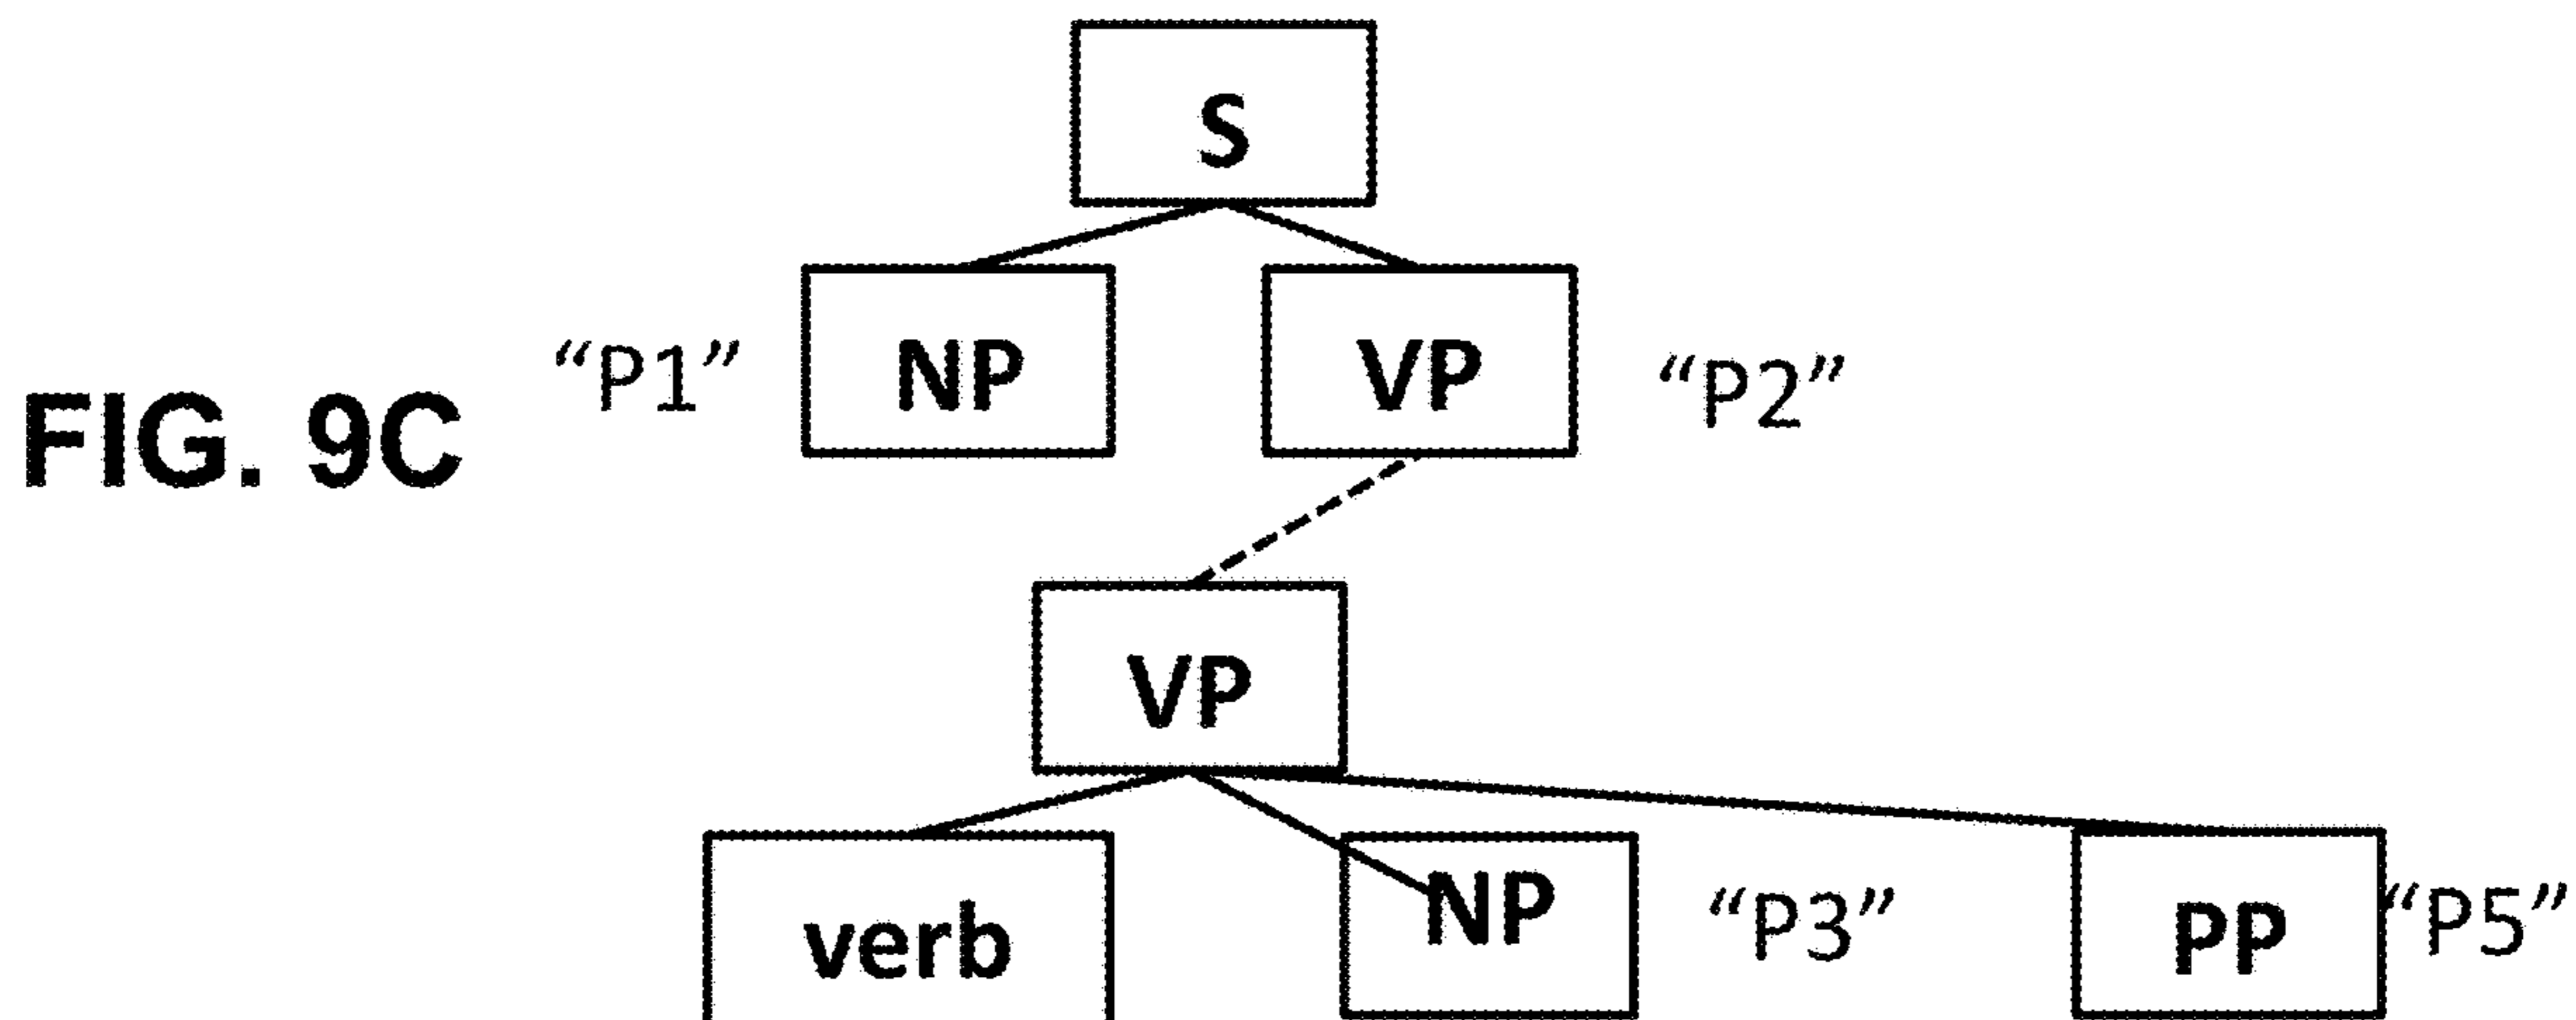 S
“P1”
NP
VP
“P2”
FIG. 9C
VP
verb
NP
“P3”
PP
“P5”